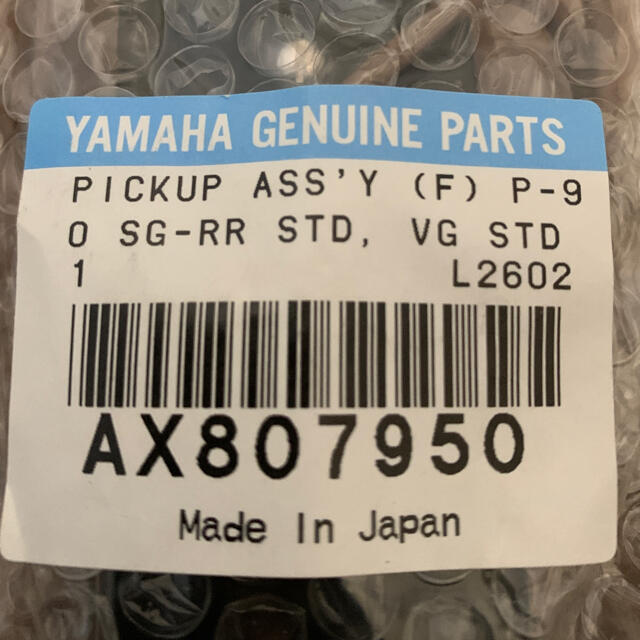 YAMAHA GENUINE PARTS
PICKUP ASS'Y (F) P-9
0 SG-RR STD, VG STD
1 L2602
AX807950
Made In Japan